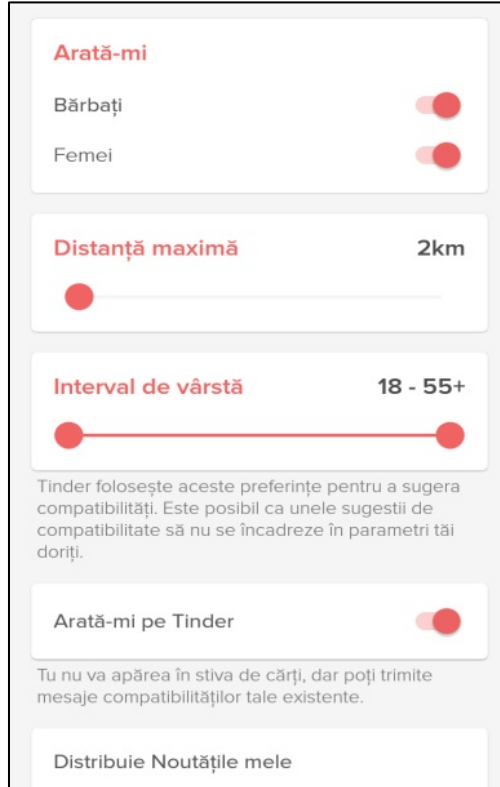 Arată-mi
Bărbați
Femei
Distanță maximă 2km
Interval de vârstă 18 - 55+
Tinder folosește aceste preferințe pentru a sugera
compatibilități. Este posibil ca unele sugestii de
compatibilitate să nu se încadreze în parametri tăi
doriți.
Arată-mi pe Tinder
Tu nu va apărea în stiva de cărți, dar poți trimite
mesaje compatibilităților tale existente.
Distribuie Noutățile mele